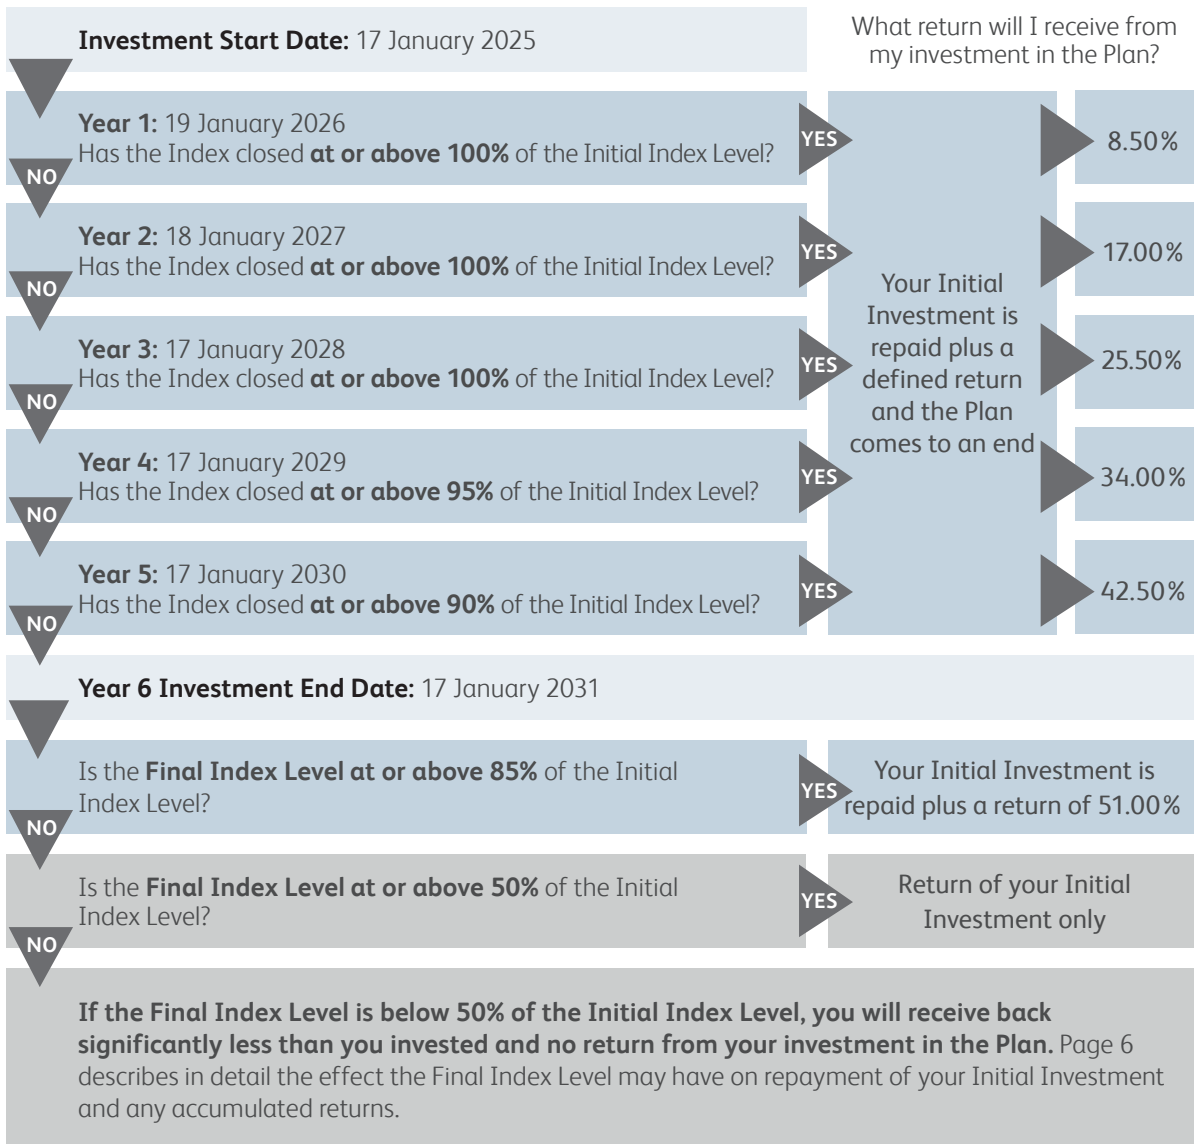 Investment Start Date: 17 January 2025
What return will I receive from
my investment in the Plan?
Year 1: 19 January 2026
Has the Index closed at or above 100% of the Initial Index Level?
YES
8.50%
NO
Year 2: 18 January 2027
Has the Index closed at or above 100% of the Initial Index Level?
YES
17.00%
NO
Year 3: 17 January 2028
Has the Index closed at or above 100% of the Initial Index Level?
YES
25.50%
NO
Year 4: 17 January 2029
Has the Index closed at or above 95% of the Initial Index Level?
YES
34.00%
NO
Year 5: 17 January 2030
Has the Index closed at or above 90% of the Initial Index Level?
YES
42.50%
NO
Your Initial
Investment is
repaid plus a
defined return
and the Plan
comes to an end
Year 6 Investment End Date: 17 January 2031
Is the Final Index Level at or above 85% of the Initial
Index Level?
YES
Your Initial Investment is
repaid plus a return of 51.00%
NO
Is the Final Index Level at or above 50% of the Initial
Index Level?
YES
Return of your Initial
Investment only
NO
If the Final Index Level is below 50% of the Initial Index Level, you will receive back
significantly less than you invested and no return from your investment in the Plan. Page 6
describes in detail the effect the Final Index Level may have on repayment of your Initial Investment
and any accumulated returns.